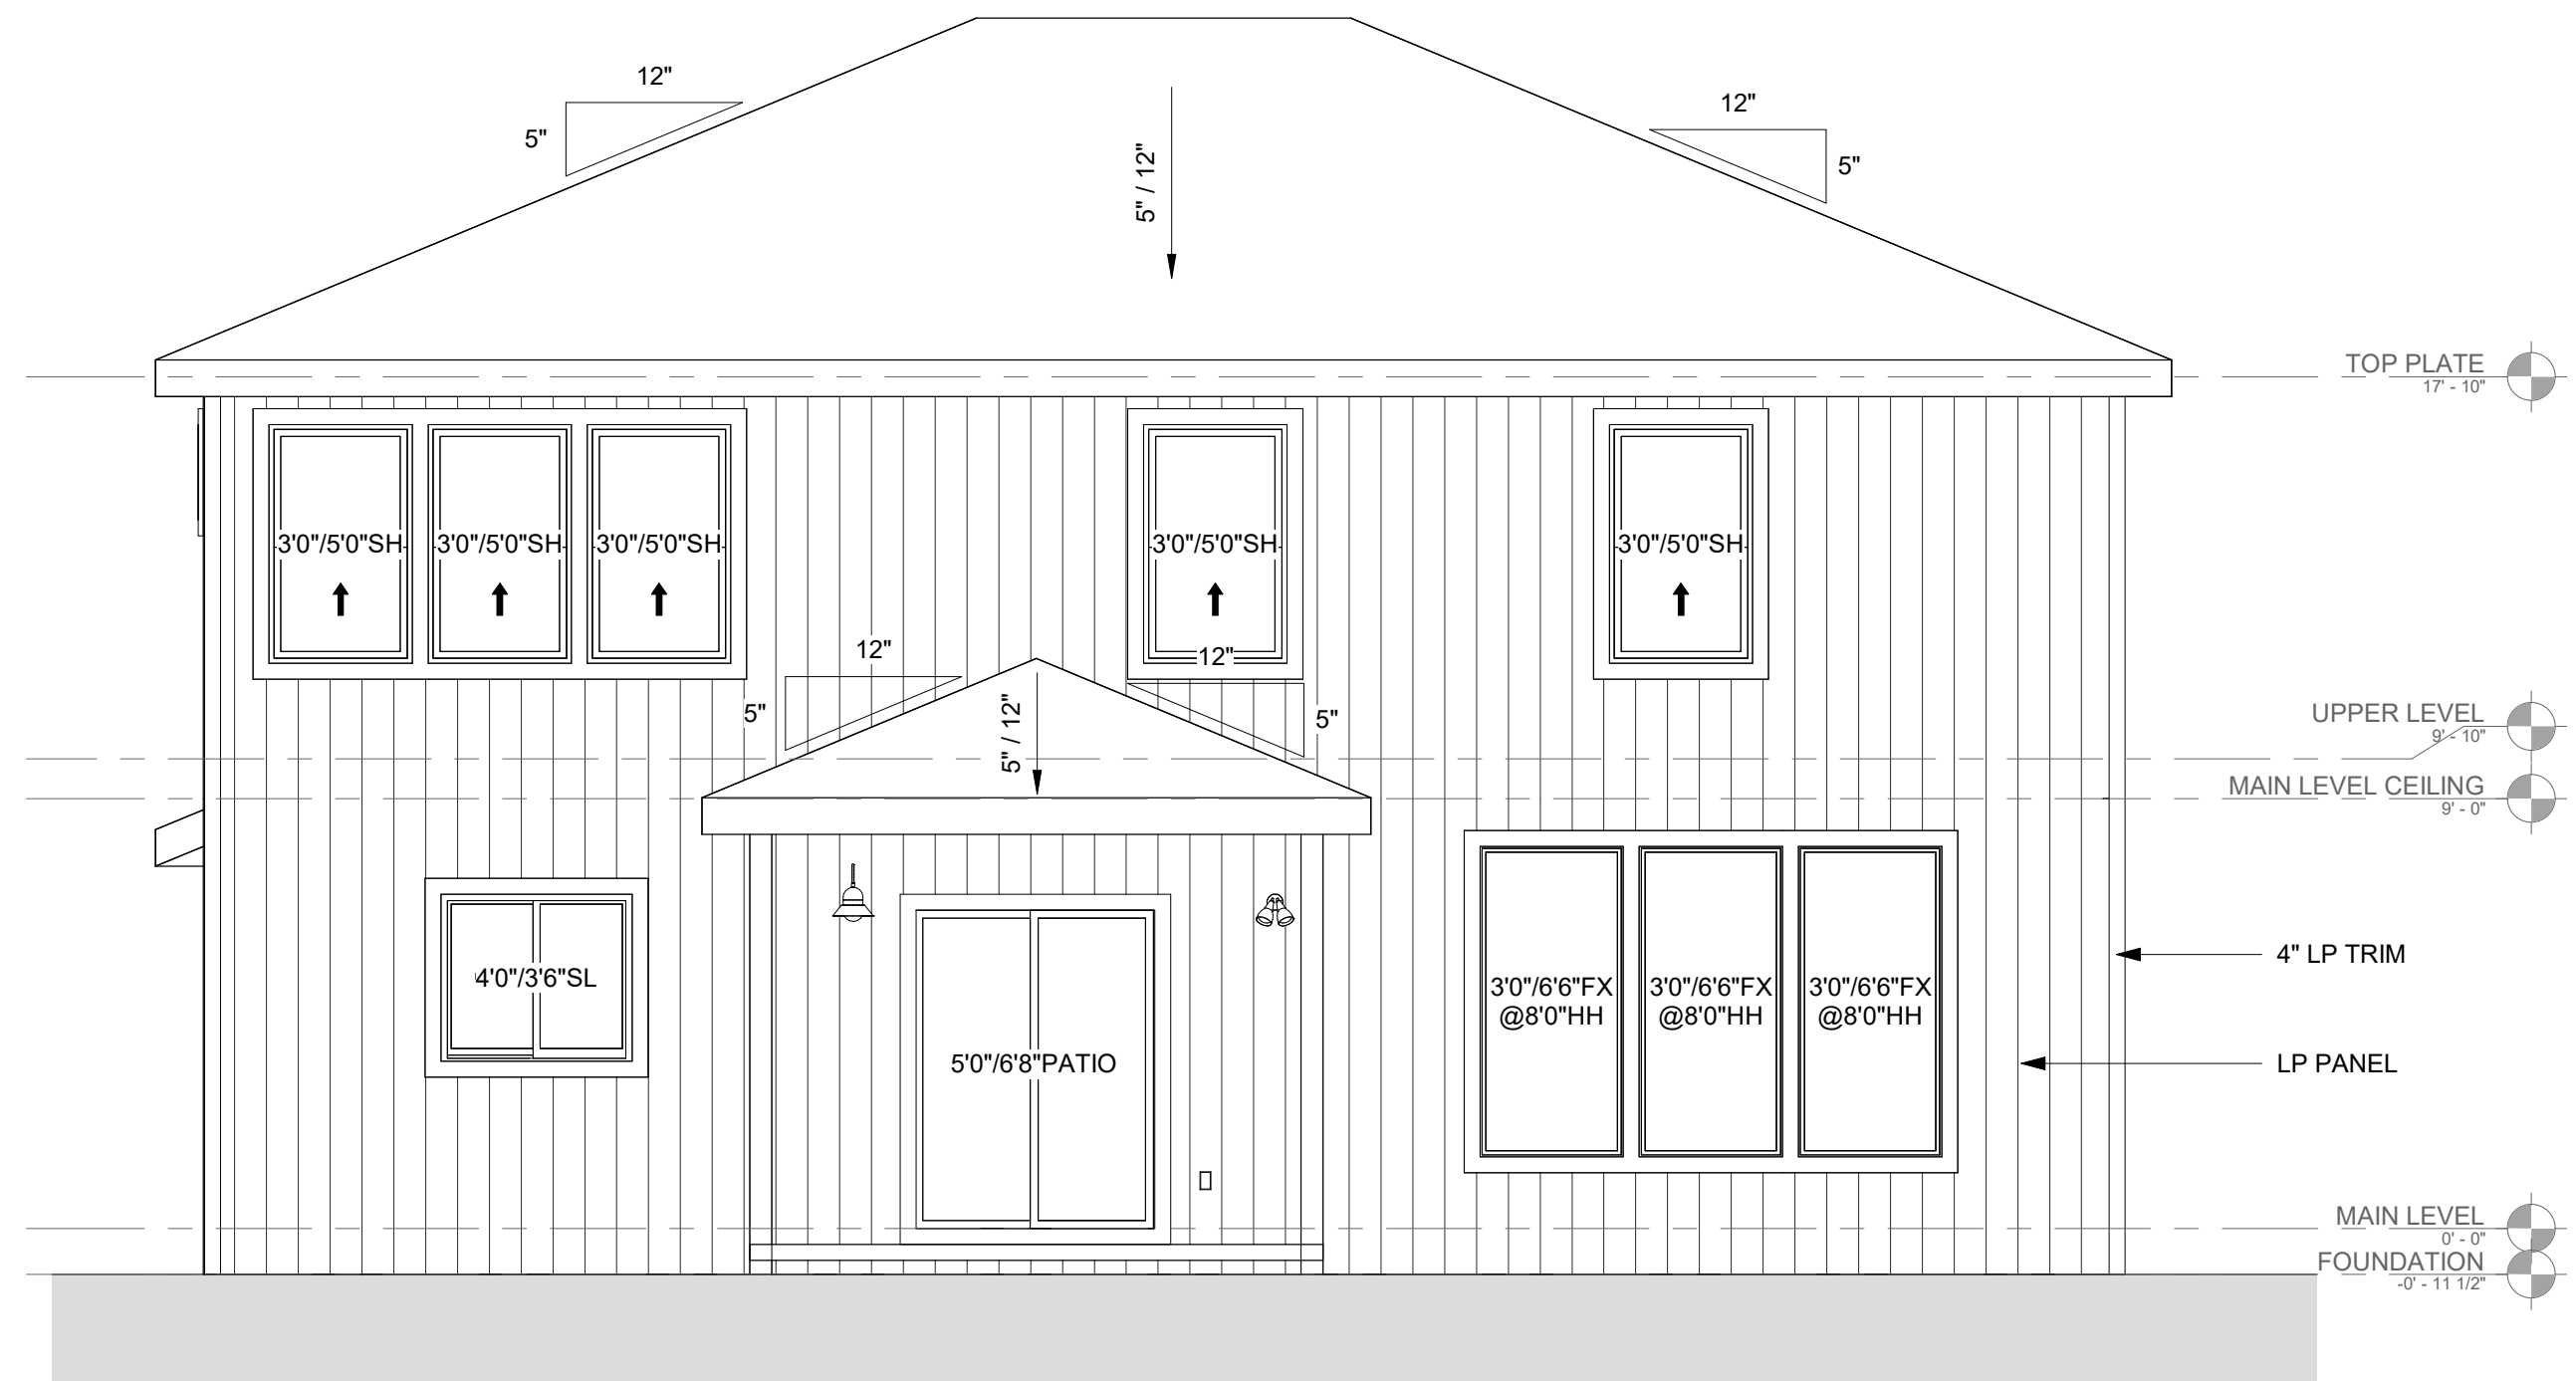 12"
5"
12"
5"
5" / 12"
TOP PLATE
17' - 10"
3'0"/5'0"SH
3'0"/5'0"SH
3'0"/5'0"SH
3'0"/5'0"SH
3'0"/5'0"SH
12"
5"
12"
5"
5" / 12"
UPPER LEVEL
9' - 10"
MAIN LEVEL CEILING
9' - 0"
4'0"/3'6"SL
5'0"/6'8"PATIO
3'0"/6'6"FX
@8'0"HH
3'0"/6'6"FX
@8'0"HH
3'0"/6'6"FX
@8'0"HH
4" LP TRIM
LP PANEL
MAIN LEVEL
0' - 0"
FOUNDATION
-0' - 11 1/2"